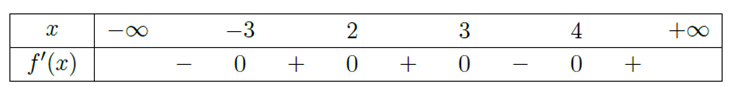 x −∞ −3 2 3 4 +∞
f′(x) − 0 + 0 + 0 − 0 +